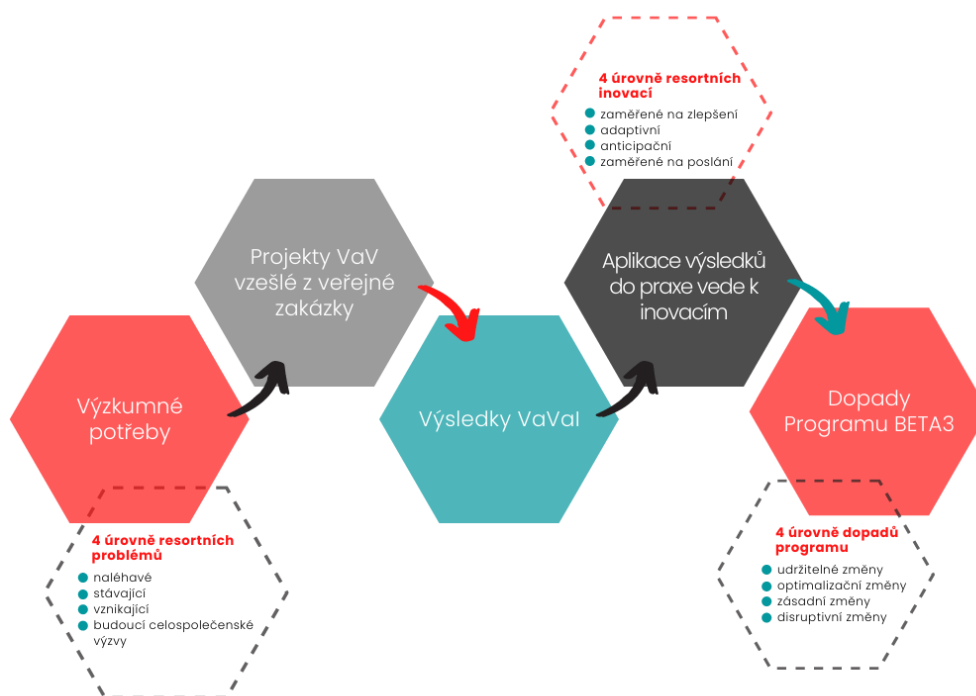 4 úrovně resortních
inovací
zaměřené na zlepšení
adaptivní
anticipační
zaměřené na poslání
Projekty VaV
vzešlé z veřejné
zakázky
Aplikace výsledků
do praxe vede k
inovacím
Výzkumné
potřeby
Výsledky VaVaI
Dopady
Programu BETA3
4 úrovně resortních
problémů
naléhavé
stávající
vznikající
budoucí celospolečenské
výzvy
4 úrovně dopadů
programu
udržitelné změny
optimalizační změny
zásadní změny
disruptivní změny